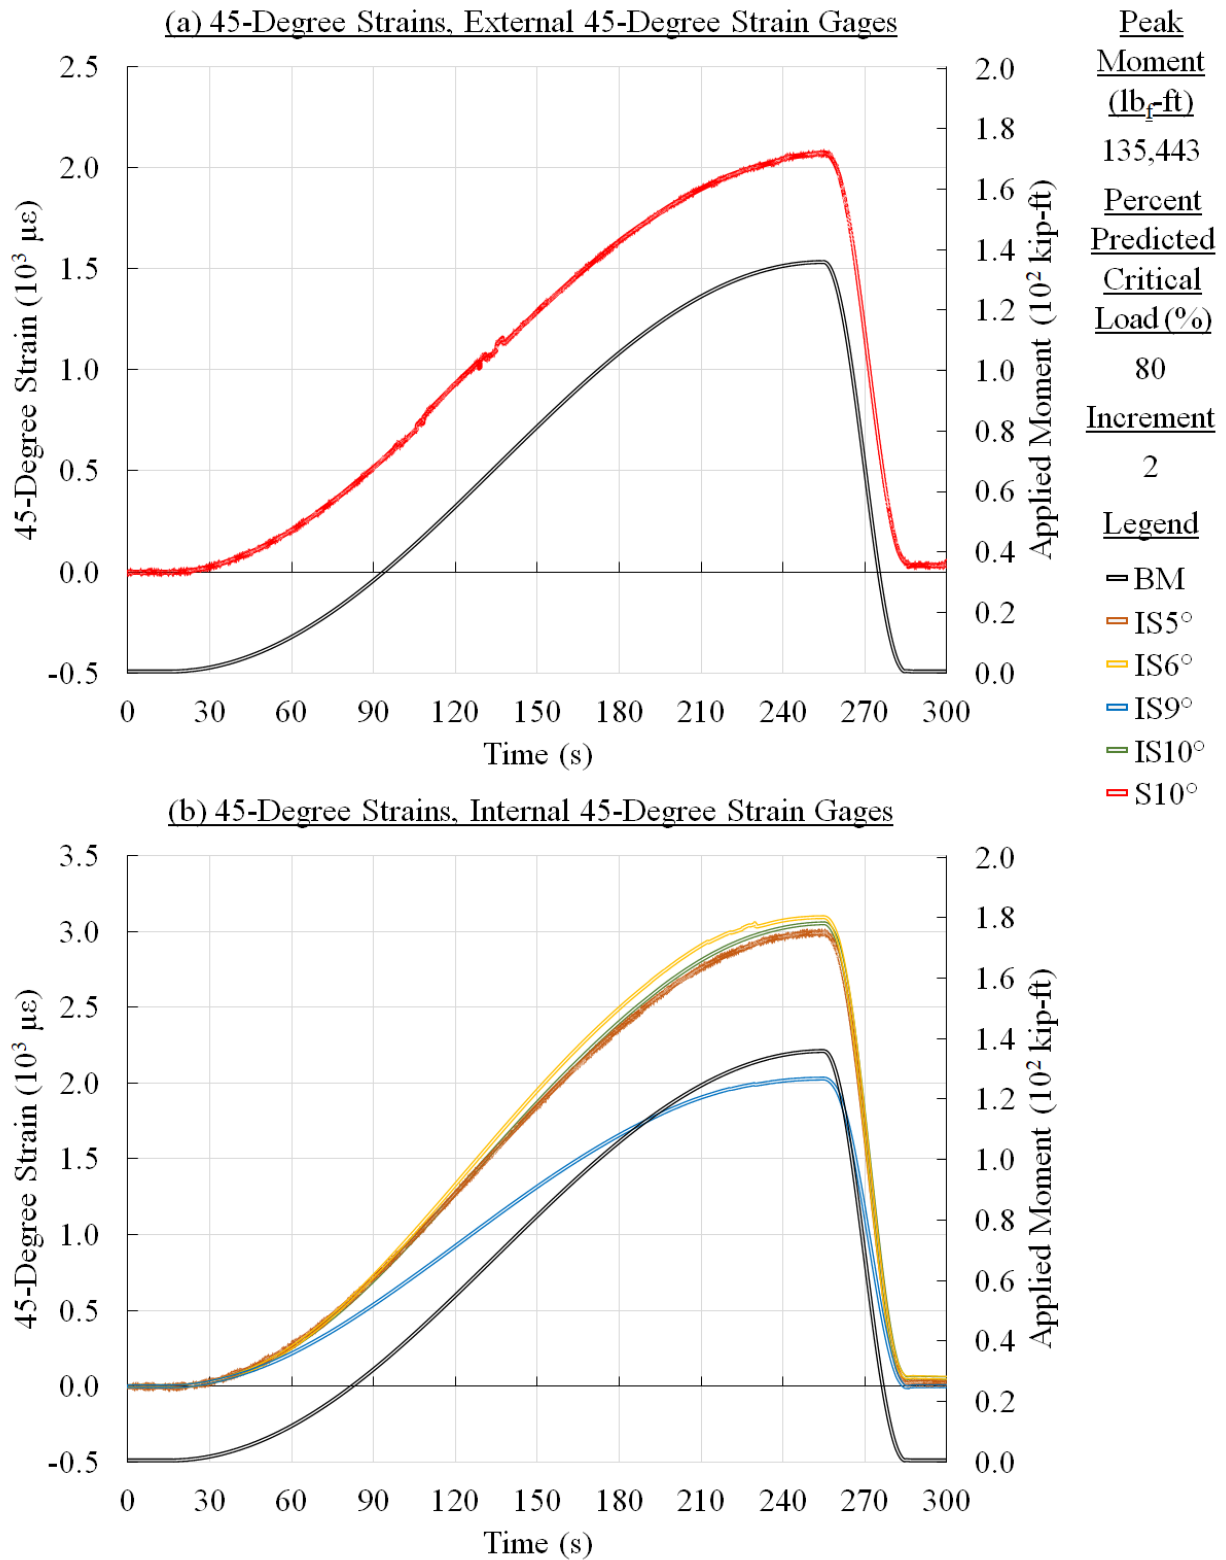 (a) 45-Degree Strains, External 45-Degree Strain Gages
2.5
2.0
1.5
1.0
0.5
0.0
-0.5
45-Degree Strain (10³ µε)
2.0
1.8
1.6
1.4
1.2
1.0
0.8
0.6
0.4
0.2
0.0
Applied Moment (10² kip-ft)
0 30 60 90 120 150 180 210 240 270 300
Time (s)
Peak
Moment
(lbf-ft)
135,443
Percent
Predicted
Critical
Load (%)
80
Increment
2
Legend
BM
IS5°
IS6°
IS9°
IS10°
S10°
(b) 45-Degree Strains, Internal 45-Degree Strain Gages
3.5
3.0
2.5
2.0
1.5
1.0
0.5
0.0
-0.5
45-Degree Strain (10³ µε)
2.0
1.8
1.6
1.4
1.2
1.0
0.8
0.6
0.4
0.2
0.0
Applied Moment (10² kip-ft)
0 30 60 90 120 150 180 210 240 270 300
Time (s)